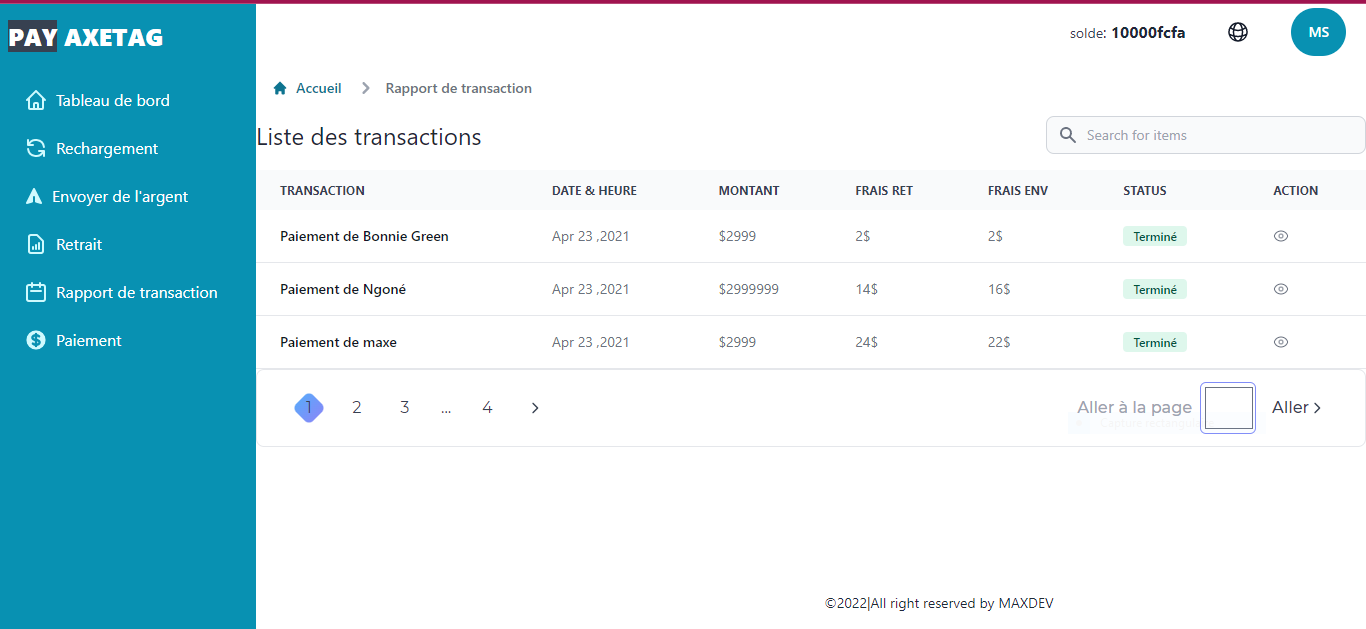 PAY AXETAG
solde: 10000fcfa
MS
Tableau de bord
Rechargement
Envoyer de l'argent
Retrait
Rapport de transaction
Paiement
Accueil Rapport de transaction
Liste des transactions
Search for items
TRANSACTION DATE & HEURE MONTANT FRAIS RET FRAIS ENV STATUS ACTION
Paiement de Bonnie Green Apr 23 ,2021 $2999 2$ 2$ Terminé
Paiement de Ngoné Apr 23 ,2021 $2999999 14$ 16$ Terminé
Paiement de maxe Apr 23 ,2021 $2999 24$ 22$ Terminé
1 2 3 ... 4 Aller à la page Aller
©2022|All right reserved by MAXDEV